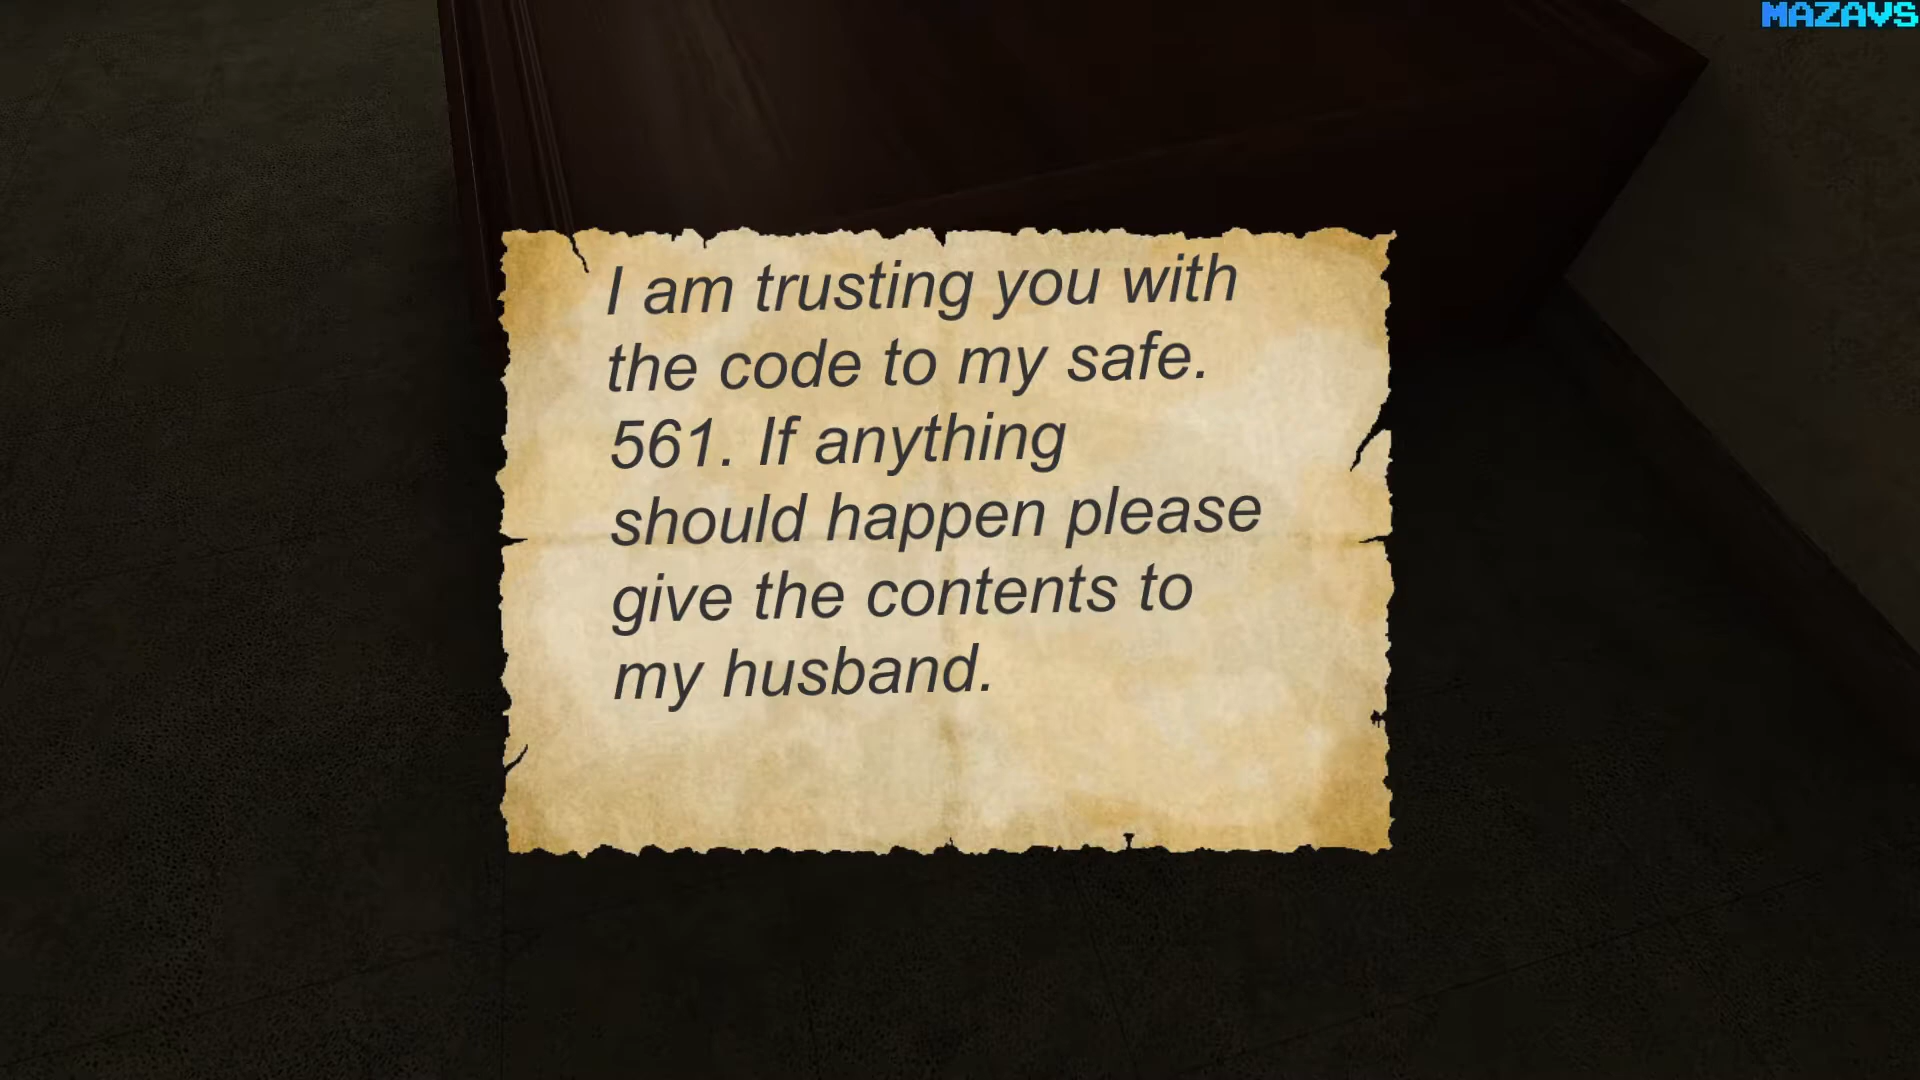 MAZAVS
I am trusting you with
the code to my safe.
561. If anything
should happen please
give the contents to
my husband.